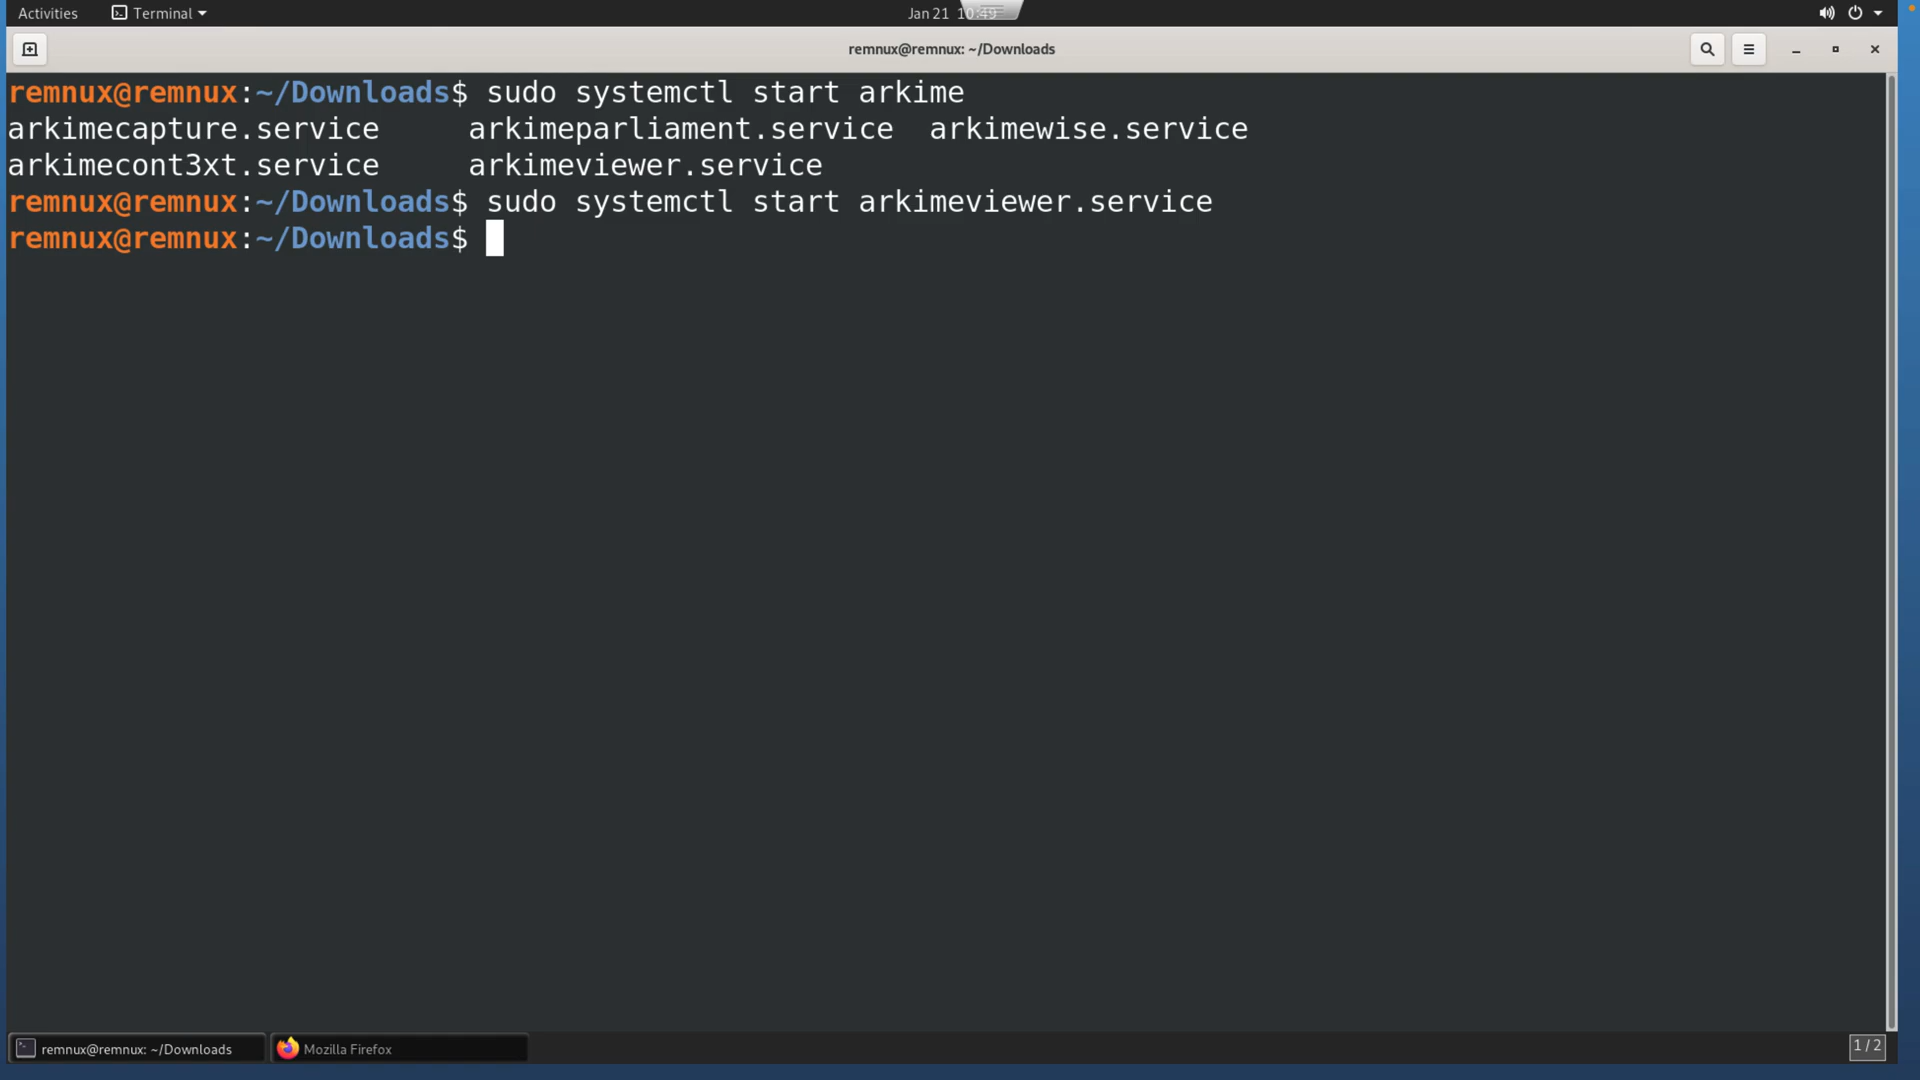 Activities
Terminal
Jan 21 10:49
remnux@remnux: ~/Downloads
remnux@remnux:~/Downloads$ sudo systemctl start arkime
arkimecapture.service arkimeparliament.service arkimewise.service
arkimecont3xt.service arkimeviewer.service
remnux@remnux:~/Downloads$ sudo systemctl start arkimeviewer.service
remnux@remnux:~/Downloads$
remnux@remnux: ~/Downloads
Mozilla Firefox
1 / 2